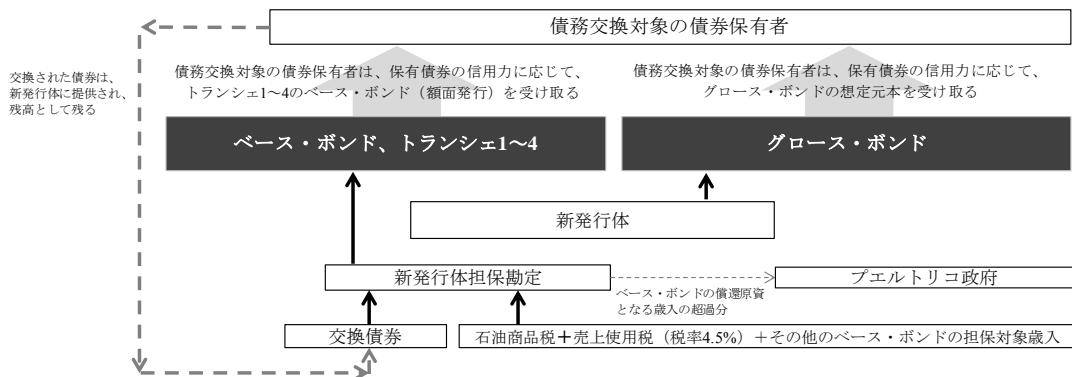 債務交換対象の債券保有者
交換された債券は、
新発行体に提供され、
残高として残る
債務交換対象の債券保有者は、保有債券の信用力に応じて、
トランシェ1～4のベース・ボンド（額面発行）を受け取る
債務交換対象の債券保有者は、保有債券の信用力に応じて、
グロース・ボンドの想定元本を受け取る
ベース・ボンド、トランシェ1～4
グロース・ボンド
新発行体
新発行体担保勘定
プエルトリコ政府
ベース・ボンドの償還原資
となる歳入の超過分
交換債券
石油商品税＋売上使用税（税率4.5%）＋その他のベース・ボンドの担保対象歳入